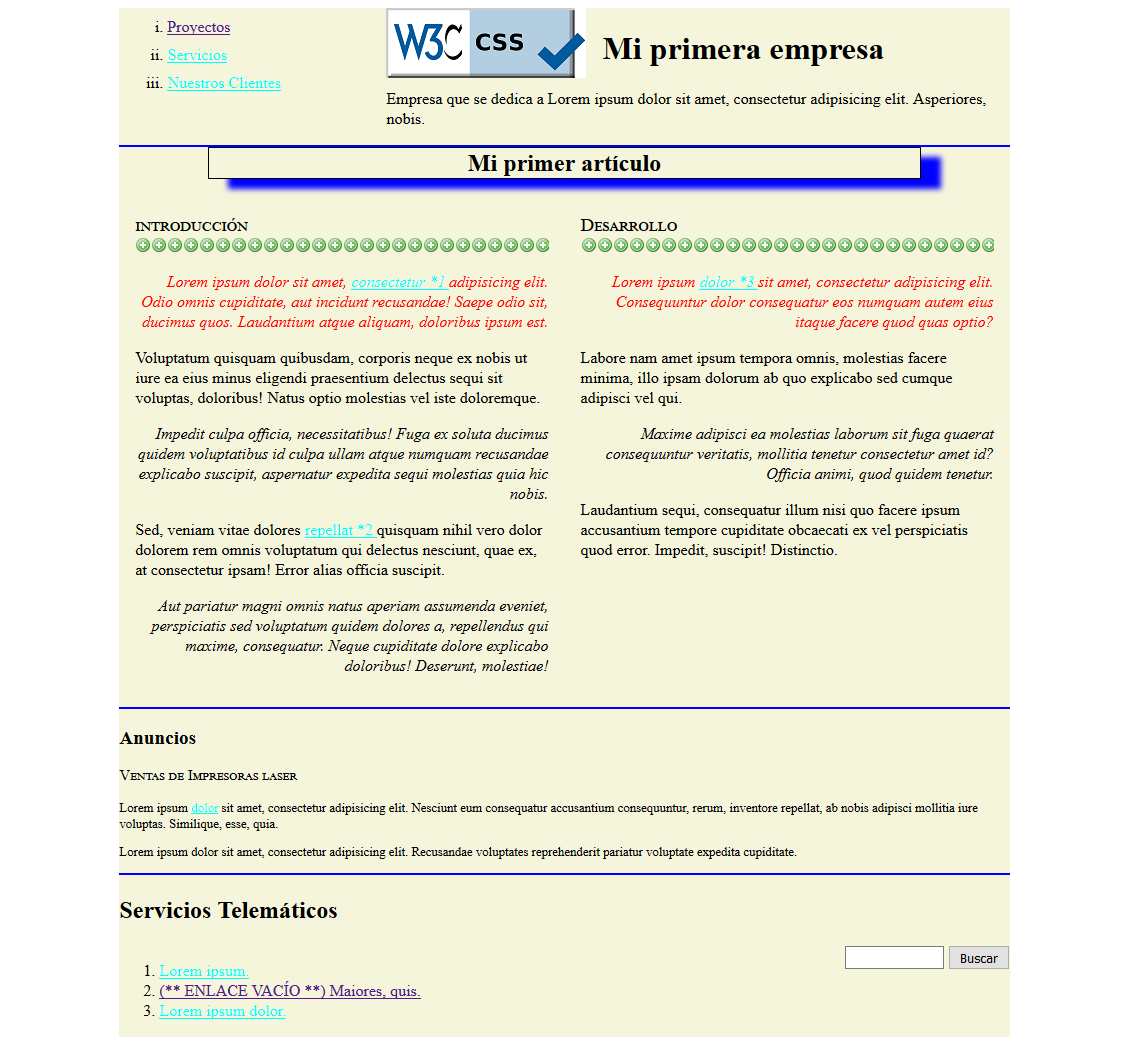 i. Proyectos
ii. Servicios
iii. Nuestros Clientes
W3C CSS
Mi primera empresa
Empresa que se dedica a Lorem ipsum dolor sit amet, consectetur adipisicing elit. Asperiores,
nobis.
Mi primer artículo
INTRODUCCIÓN
Lorem ipsum dolor sit amet, consectetur *1 adipisicing elit.
Odio omnis cupiditate, aut incidunt recusandae! Saepe odio sit,
ducimus quos. Laudantium atque aliquam, doloribus ipsum est.
Voluptatum quisquam quibusdam, corporis neque ex nobis ut
iure ea eius minus eligendi praesentium delectus sequi sit
voluptas, doloribus! Natus optio molestias vel iste doloremque.
Impedit culpa officia, necessitatibus! Fuga ex soluta ducimus
quidem voluptatibus id culpa ullam atque numquam recusandae
explicabo suscipit, aspernatur expedita sequi molestias quia hic
nobis.
Sed, veniam vitae dolores repellat *2 quisquam nihil vero dolor
dolorem rem omnis voluptatum qui delectus nesciunt, quae ex,
at consectetur ipsam! Error alias officia suscipit.
Aut pariatur magni omnis natus aperiam assumenda eveniet,
perspiciatis sed voluptatum quidem dolores a, repellendus qui
maxime, consequatur. Neque cupiditate dolore explicabo
doloribus! Deserunt, molestiae!
Desarrollo
Lorem ipsum dolor *3 sit amet, consectetur adipisicing elit.
Consequuntur dolor consequatur eos numquam autem eius
itaque facere quod quas optio?
Labore nam amet ipsum tempora omnis, molestias facere
minima, illo ipsam dolorum ab quo explicabo sed cumque
adipisci vel qui.
Maxime adipisci ea molestias laborum sit fuga quaerat
consequuntur veritatis, mollitia tenetur consectetur amet id?
Officia animi, quod quidem tenetur.
Laudantium sequi, consequatur illum nisi quo facere ipsum
accusantium tempore cupiditate obcaecati ex vel perspiciatis
quod error. Impedit, suscipit! Distinctio.
Anuncios
Ventas de Impresoras laser
Lorem ipsum dolor sit amet, consectetur adipisicing elit. Nesciunt eum consequatur accusantium consequuntur, rerum, inventore repellat, ab nobis adipisci mollitia iure
voluptas. Similique, esse, quia.
Lorem ipsum dolor sit amet, consectetur adipisicing elit. Recusandae voluptates reprehenderit pariatur voluptate expedita cupiditate.
Servicios Telemáticos
Buscar
1. Lorem ipsum.
2. (** ENLACE VACÍO **) Maiores, quis.
3. Lorem ipsum dolor.